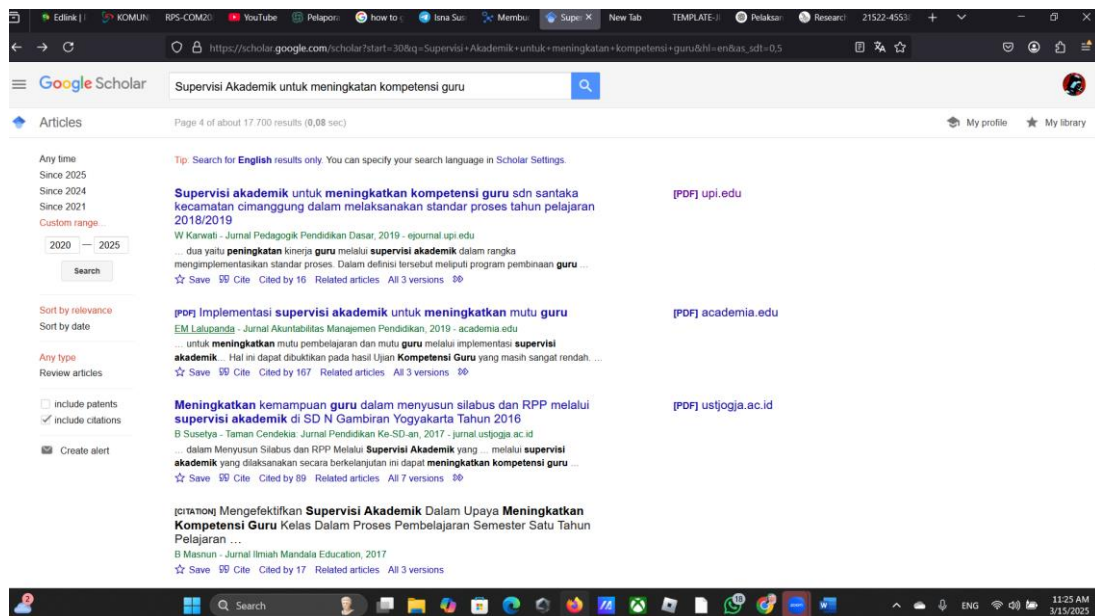 Edlink |
KOMUN
RPS-COM20
YouTube
Pelapora
how to
Isna Sus
Membu
Super
New Tab
TEMPLATE-J
Pelaksar
Research
21522-4553
https://scholar.google.com/scholar?start=30&q=Supervisi+Akademik+untuk+meningkatan+kompetensi+guru&hl=en&as_sdt=0,5
Google Scholar
Supervisi Akademik untuk meningkatan kompetensi guru
Articles
Page 4 of about 17.700 results (0,08 sec)
My profile
My library
Any time
Since 2025
Since 2024
Since 2021
Custom range...
2020 — 2025
Search
Sort by relevance
Sort by date
Any type
Review articles
include patents
include citations
Create alert
Tip: Search for English results only. You can specify your search language in Scholar Settings.
Supervisi akademik untuk meningkatkan kompetensi guru sdn santaka
kecamatan cimanggung dalam melaksanakan standar proses tahun pelajaran
2018/2019
[PDF] upi.edu
W Karwati - Jurnal Pedagogik Pendidikan Dasar, 2019 - ejournal.upi.edu
... dua yaitu peningkatan kinerja guru melalui supervisi akademik dalam rangka
mengimplementasikan standar proses. Dalam definisi tersebut meliputi program pembinaan guru ...
Save Cite Cited by 16 Related articles All 3 versions
[PDF] Implementasi supervisi akademik untuk meningkatkan mutu guru
[PDF] academia.edu
EM Lalupanda - Jurnal Akuntabilitas Manajemen Pendidikan, 2019 - academia.edu
... untuk meningkatkan mutu pembelajaran dan mutu guru melalui implementasi supervisi
akademik... Hal ini dapat dibuktikan pada hasil Ujian Kompetensi Guru yang masih sangat rendah. ...
Save Cite Cited by 167 Related articles All 3 versions
Meningkatkan kemampuan guru dalam menyusun silabus dan RPP melalui
supervisi akademik di SD N Gambiran Yogyakarta Tahun 2016
[PDF] ustjogja.ac.id
B Susetya - Taman Cendekia: Jurnal Pendidikan Ke-SD-an, 2017 - jurnal.ustjogja.ac.id
... dalam Menyusun Silabus dan RPP Melalui Supervisi Akademik yang ... melalui supervisi
akademik yang dilaksanakan secara berkelanjutan ini dapat meningkatkan kompetensi guru ...
Save Cite Cited by 89 Related articles All 7 versions
[CITATION] Mengefektifkan Supervisi Akademik Dalam Upaya Meningkatkan
Kompetensi Guru Kelas Dalam Proses Pembelajaran Semester Satu Tahun
Pelajaran ...
B Masnun - Jurnal Ilmiah Mandala Education, 2017
Save Cite Cited by 17 Related articles All 3 versions
Search
ENG
11:25 AM
3/15/2025